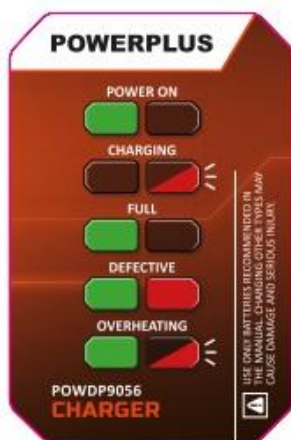 POWERPLUS
POWER ON
CHARGING
FULL
DEFECTIVE
OVERHEATING
POWDP9056
CHARGER
USE ONLY BATTERIES RECOMMENDED IN
THE MANUAL. CHARGING OTHER TYPES MAY
CAUSE DAMAGE AND SERIOUS INJURY.